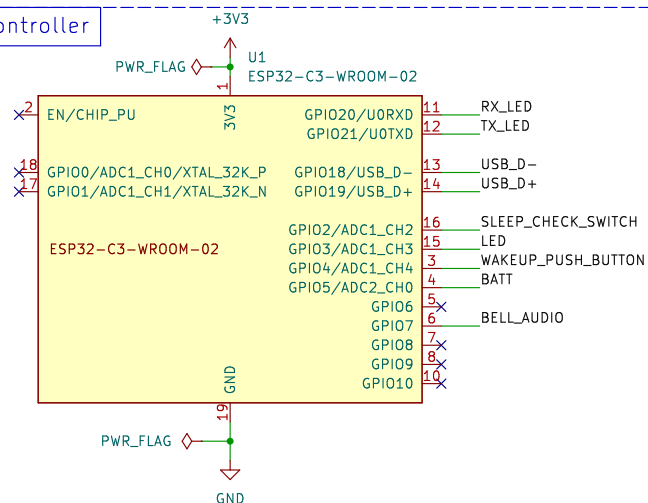 ontroller
+3V3
PWR_FLAG
U1
ESP32-C3-WROOM-02
1
3V3
2 EN/CHIP_PU
GPIO20/U0RXD 11 RX_LED
GPIO21/U0TXD 12 TX_LED
18 GPIO0/ADC1_CH0/XTAL_32K_P
GPIO18/USB_D- 13 USB_D-
17 GPIO1/ADC1_CH1/XTAL_32K_N
GPIO19/USB_D+ 14 USB_D+
GPIO2/ADC1_CH2 16 SLEEP_CHECK_SWITCH
ESP32-C3-WROOM-02
GPIO3/ADC1_CH3 15 LED
GPIO4/ADC1_CH4 3 WAKEUP_PUSH_BUTTON
GPIO5/ADC2_CH0 4 BATT
GPIO6 5
GPIO7 6 BELL_AUDIO
GPIO8 7
GPIO9 8
GPIO10 10
GND
19
PWR_FLAG
GND